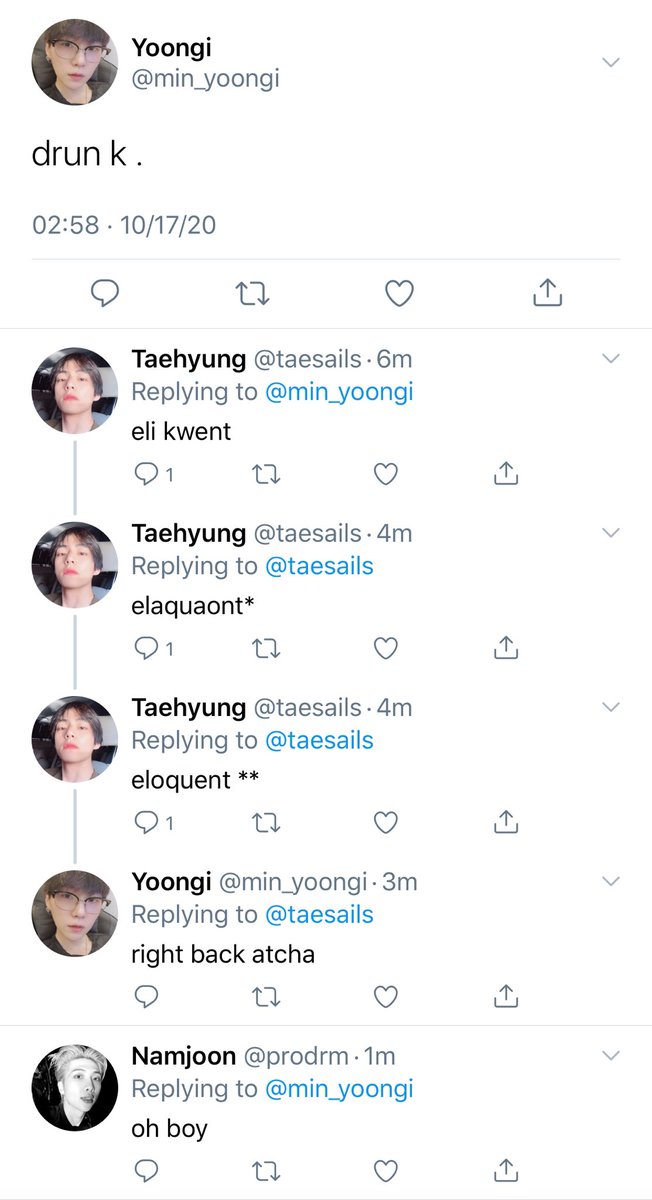 Yoongi
@min_yoongi
drun k .
02:58 · 10/17/20
Taehyung @taesails · 6m
Replying to @min_yoongi
eli kwent
1
Taehyung @taesails · 4m
Replying to @taesails
elaquaont*
1
Taehyung @taesails · 4m
Replying to @taesails
eloquent **
1
Yoongi @min_yoongi · 3m
Replying to @taesails
right back atcha
Namjoon @prodrm · 1m
Replying to @min_yoongi
oh boy